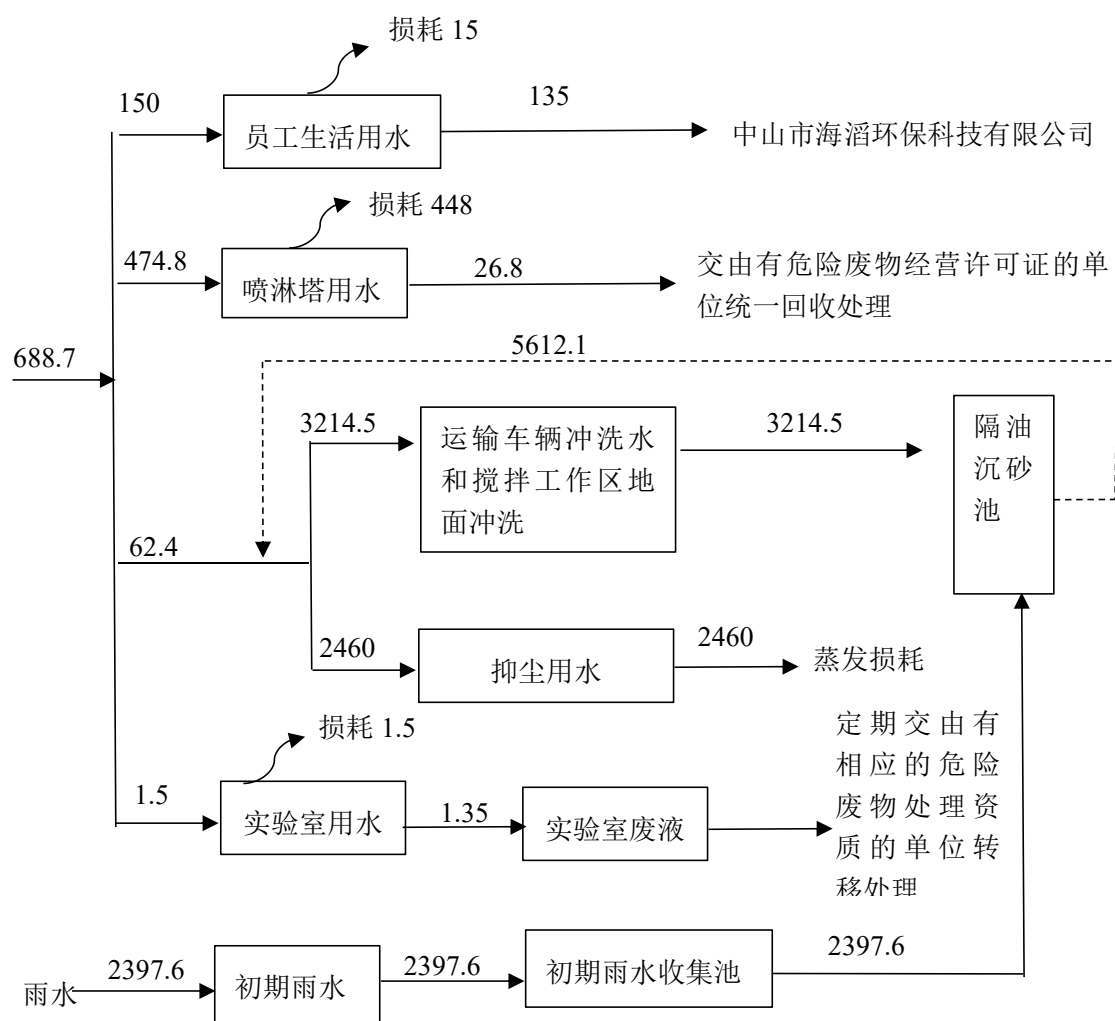 损耗 15
150
员工生活用水
135
中山市海滔环保科技有限公司
损耗 448
474.8
喷淋塔用水
26.8
交由有危险废物经营许可证的单
位统一回收处理
688.7
5612.1
3214.5
运输车辆冲洗水
和搅拌工作区地
面冲洗
3214.5
隔油
沉砂
池
62.4
2460
抑尘用水
2460
蒸发损耗
损耗 1.5
1.5
实验室用水
1.35
实验室废液
定期交由有
相应的危险
废物处理资
质的单位转
移处理
雨水
2397.6
初期雨水
2397.6
初期雨水收集池
2397.6